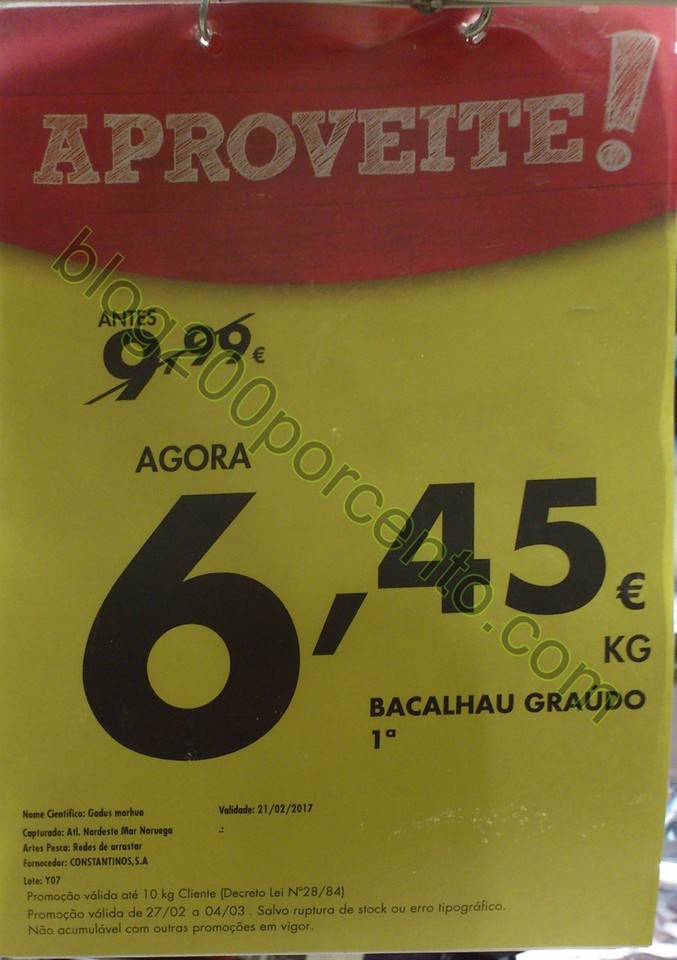 APROVEITE!
ANTES
9,99€
AGORA
6,45€
KG
BACALHAU GRAÚDO
1ª
Nome Científico: Gadus morhua
Validade: 21/02/2017
Capturado: Atl. Nordeste Mar Noruega
.:
Artes Pesca: Redes de arrastar
Fornecedor: CONSTANTINOS,S.A
Lote: Y07
Promoção válida até 10 kg Cliente (Decreto Lei Nº28/84)
Promoção válida de 27/02 a 04/03 . Salvo ruptura de stock ou erro tipográfico.
Não acumulável com outras promoções em vigor.
blog200porcento.com